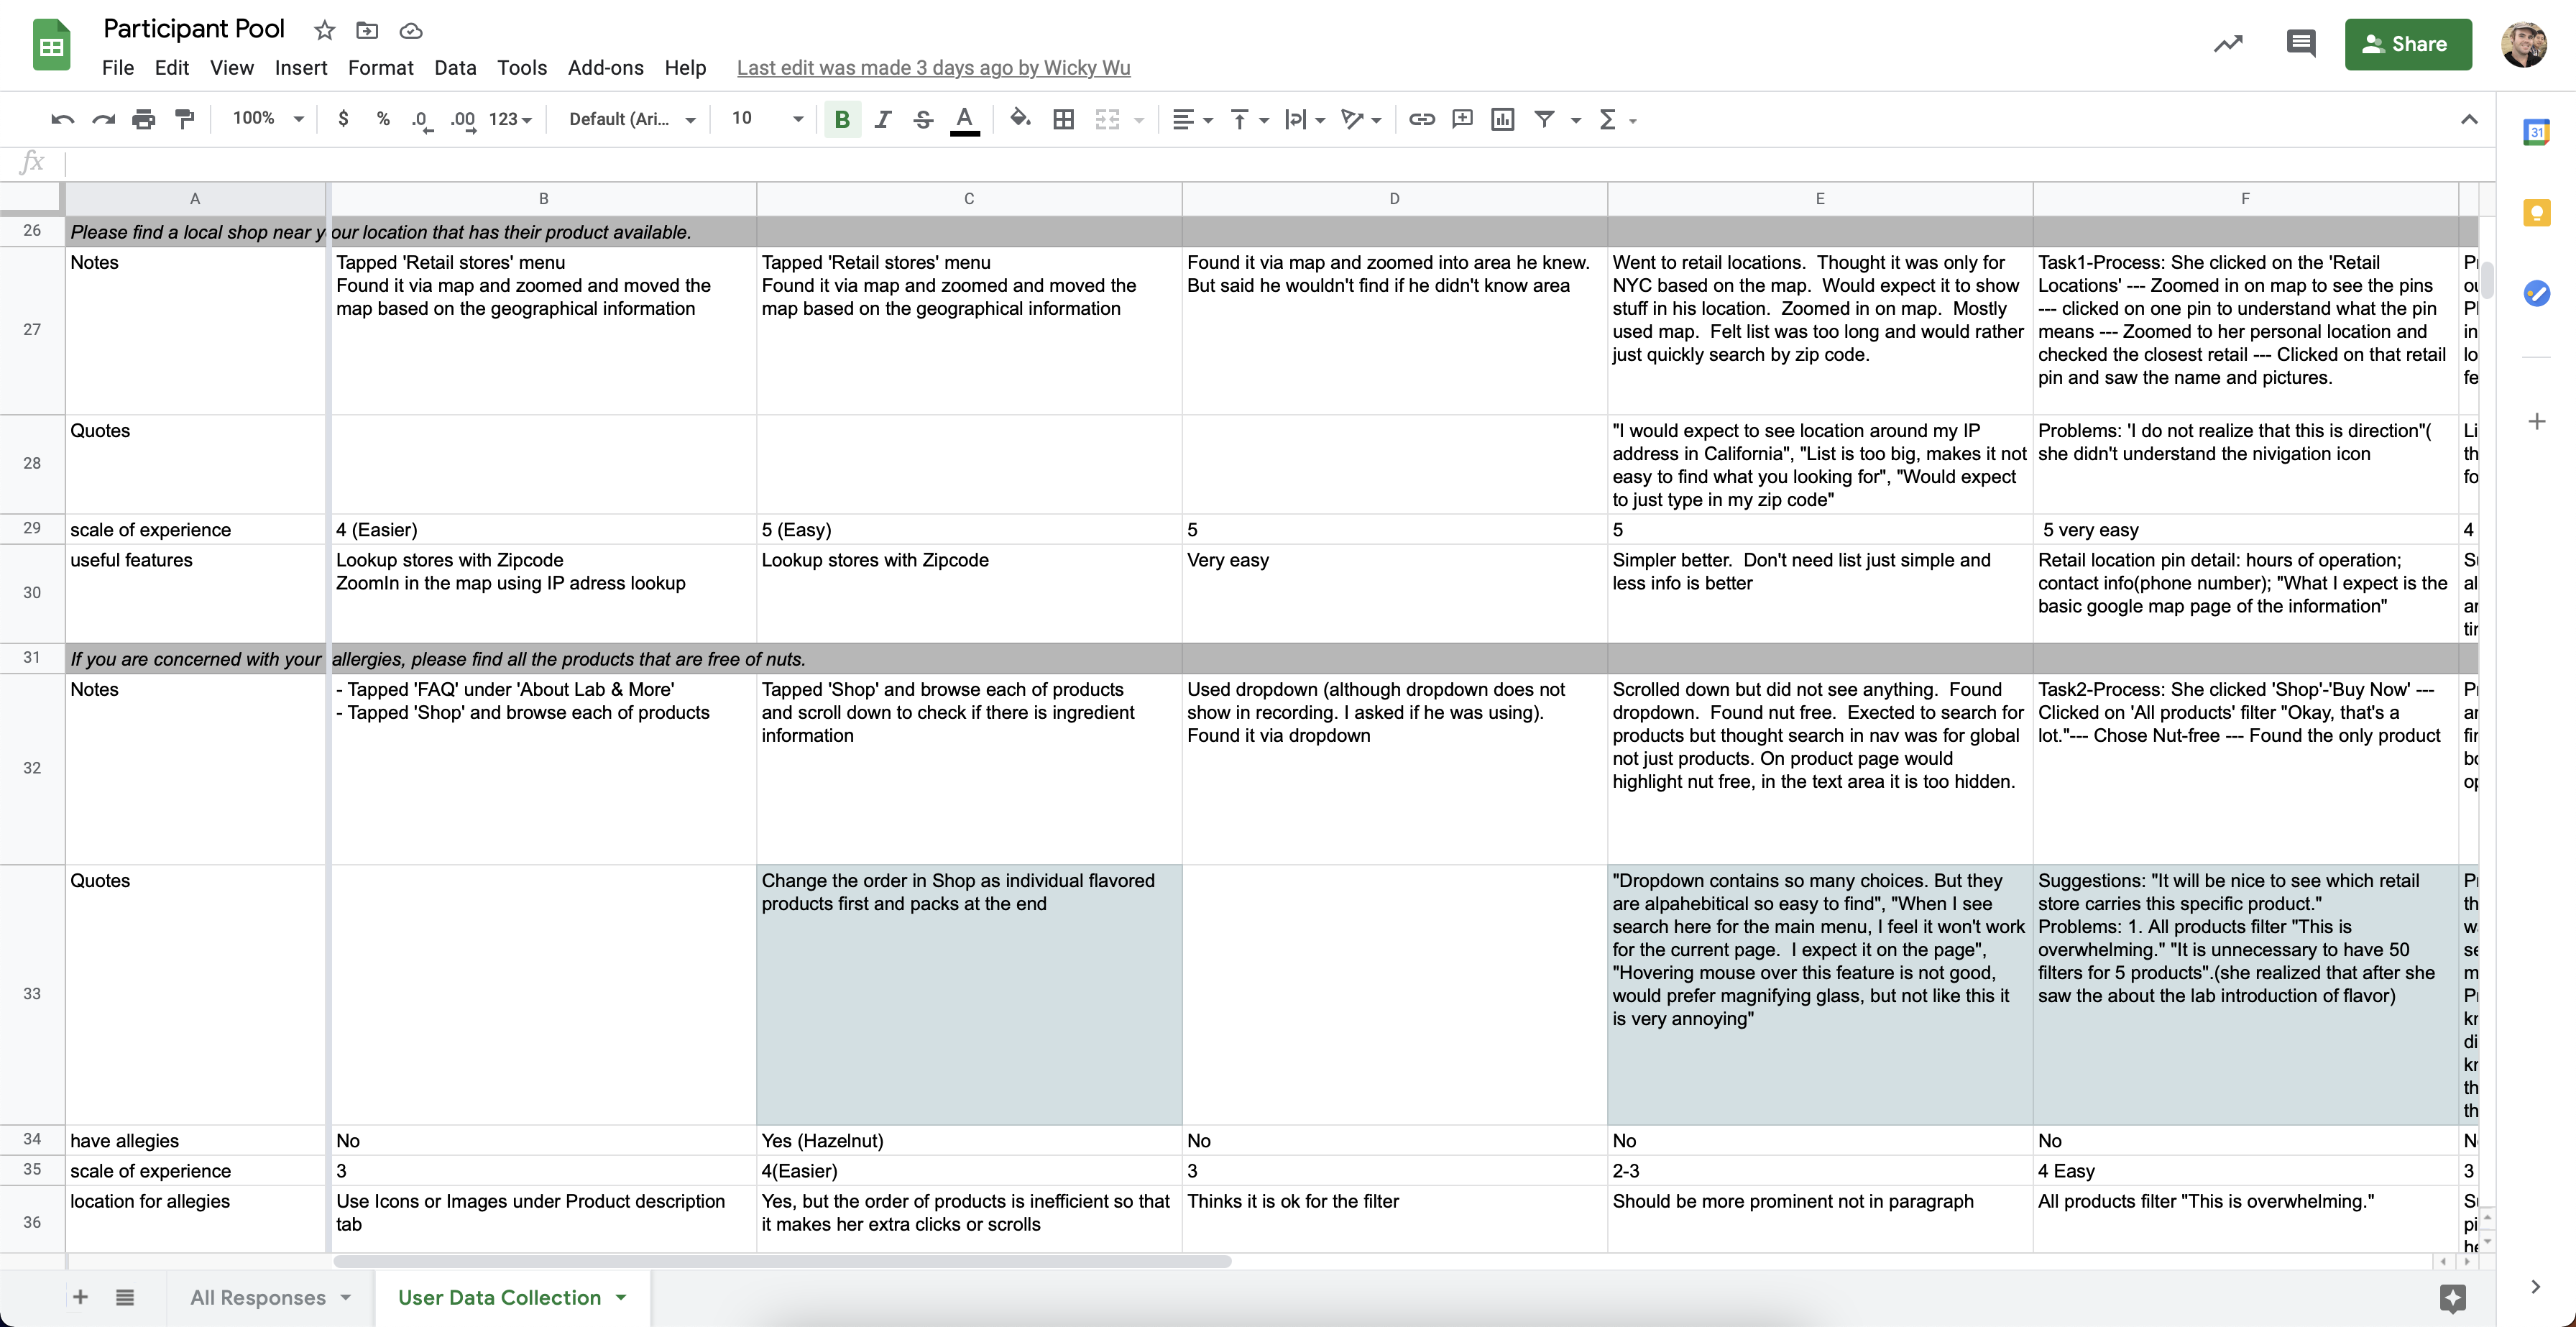 Participant Pool
File Edit View Insert Format Data Tools Add-ons Help Last edit was made 3 days ago by Wicky Wu
Share
100% $ % .0 .00 123 Default (Ari... 10 B I S A
31
fx
A B C D E F
26 Please find a local shop near your location that has their product available.
27
Notes
Tapped 'Retail stores' menu
Found it via map and zoomed and moved the
map based on the geographical information
Tapped 'Retail stores' menu
Found it via map and zoomed and moved the
map based on the geographical information
Found it via map and zoomed into area he knew.
But said he wouldn't find if he didn't know area
Went to retail locations.  Thought it was only for
NYC based on the map.  Would expect it to show
stuff in his location.  Zoomed in on map.  Mostly
used map.  Felt list was too long and would rather
just quickly search by zip code.
Task1-Process: She clicked on the 'Retail
Locations' --- Zoomed in on map to see the pins
--- clicked on one pin to understand what the pin
means --- Zoomed to her personal location and
checked the closest retail --- Clicked on that retail
pin and saw the name and pictures.
28
Quotes
"I would expect to see location around my IP
address in California", "List is too big, makes it not
easy to find what you looking for", "Would expect
to just type in my zip code"
Problems: 'I do not realize that this is direction"(
she didn't understand the nivigation icon
29 scale of experience 4 (Easier) 5 (Easy) 5 5 5 very easy 4
30
useful features
Lookup stores with Zipcode
ZoomIn in the map using IP adress lookup
Lookup stores with Zipcode
Very easy
Simpler better.  Don't need list just simple and
less info is better
Retail location pin detail: hours of operation;
contact info(phone number); "What I expect is the
basic google map page of the information"
31 If you are concerned with your allergies, please find all the products that are free of nuts.
32
Notes
- Tapped 'FAQ' under 'About Lab & More'
- Tapped 'Shop' and browse each of products
Tapped 'Shop' and browse each of products
and scroll down to check if there is ingredient
information
Used dropdown (although dropdown does not
show in recording. I asked if he was using).
Found it via dropdown
Scrolled down but did not see anything.  Found
dropdown.  Found nut free.  Exected to search for
products but thought search in nav was for global
not just products. On product page would
highlight nut free, in the text area it is too hidden.
Task2-Process: She clicked 'Shop'-'Buy Now' ---
Clicked on 'All products' filter "Okay, that's a
lot."--- Chose Nut-free --- Found the only product
33
Quotes
Change the order in Shop as individual flavored
products first and packs at the end
"Dropdown contains so many choices. But they
are alpahebitical so easy to find", "When I see
search here for the main menu, I feel it won't work
for the current page.  I expect it on the page",
"Hovering mouse over this feature is not good,
would prefer magnifying glass, but not like this it
is very annoying"
Suggestions: "It will be nice to see which retail
store carries this specific product."
Problems: 1. All products filter "This is
overwhelming." "It is unnecessary to have 50
filters for 5 products".(she realized that after she
saw the about the lab introduction of flavor)
34 have allegies No Yes (Hazelnut) No No No
35 scale of experience 3 4(Easier) 3 2-3 4 Easy 3
36
location for allegies
Use Icons or Images under Product description
tab
Yes, but the order of products is inefficient so that
it makes her extra clicks or scrolls
Thinks it is ok for the filter
Should be more prominent not in paragraph
All products filter "This is overwhelming."
All Responses User Data Collection